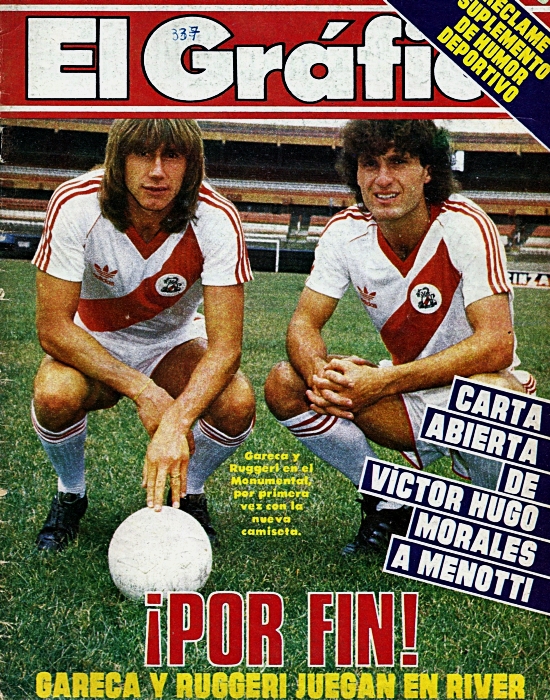 337
El Gráfic
RECLAME
SUPLEMENTO
DE HUMOR
DEPORTIVO
CARTA
ABIERTA
DE
VICTOR HUGO
MORALES
A MENOTTI
Gareca y
Ruggeri en el
Monumental,
por primera
vez con la
nueva
camiseta.
¡POR FIN!
GARECA Y RUGGERI JUEGAN EN RIVER